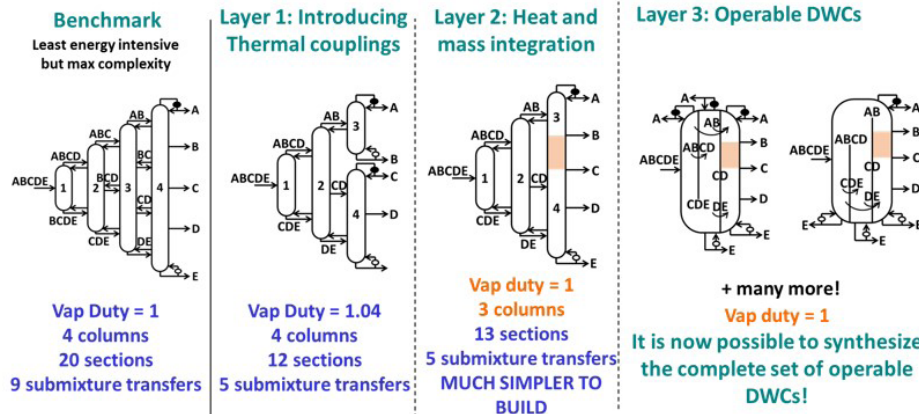 Benchmark
Least energy intensive
but max complexity
ABCDE
1
ABCD
BCDE
2
ABC
BCD
CDE
3
AB
BC
CD
DE
4
A
B
C
D
E
Vap Duty = 1
4 columns
20 sections
9 submixture transfers
Layer 1: Introducing
Thermal couplings
ABCDE
1
ABCD
CDE
2
AB
CD
DE
3
A
B
4
C
D
E
Vap Duty = 1.04
4 columns
12 sections
5 submixture transfers
Layer 2: Heat and
mass integration
ABCDE
1
ABCD
CDE
2
AB
CD
DE
3
4
A
B
C
D
E
Vap duty = 1
3 columns
13 sections
5 submixture transfers
MUCH SIMPLER TO
BUILD
Layer 3: Operable DWCs
A
A
A
AB
ABCD
ABCDE
B
C
CD
CDE
D
DE
E
E
A
AB
B
ABCD
ABCDE
C
CD
CDE
D
DE
E
E
E
+ many more!
Vap duty = 1
It is now possible to synthesize
the complete set of operable
DWCs!